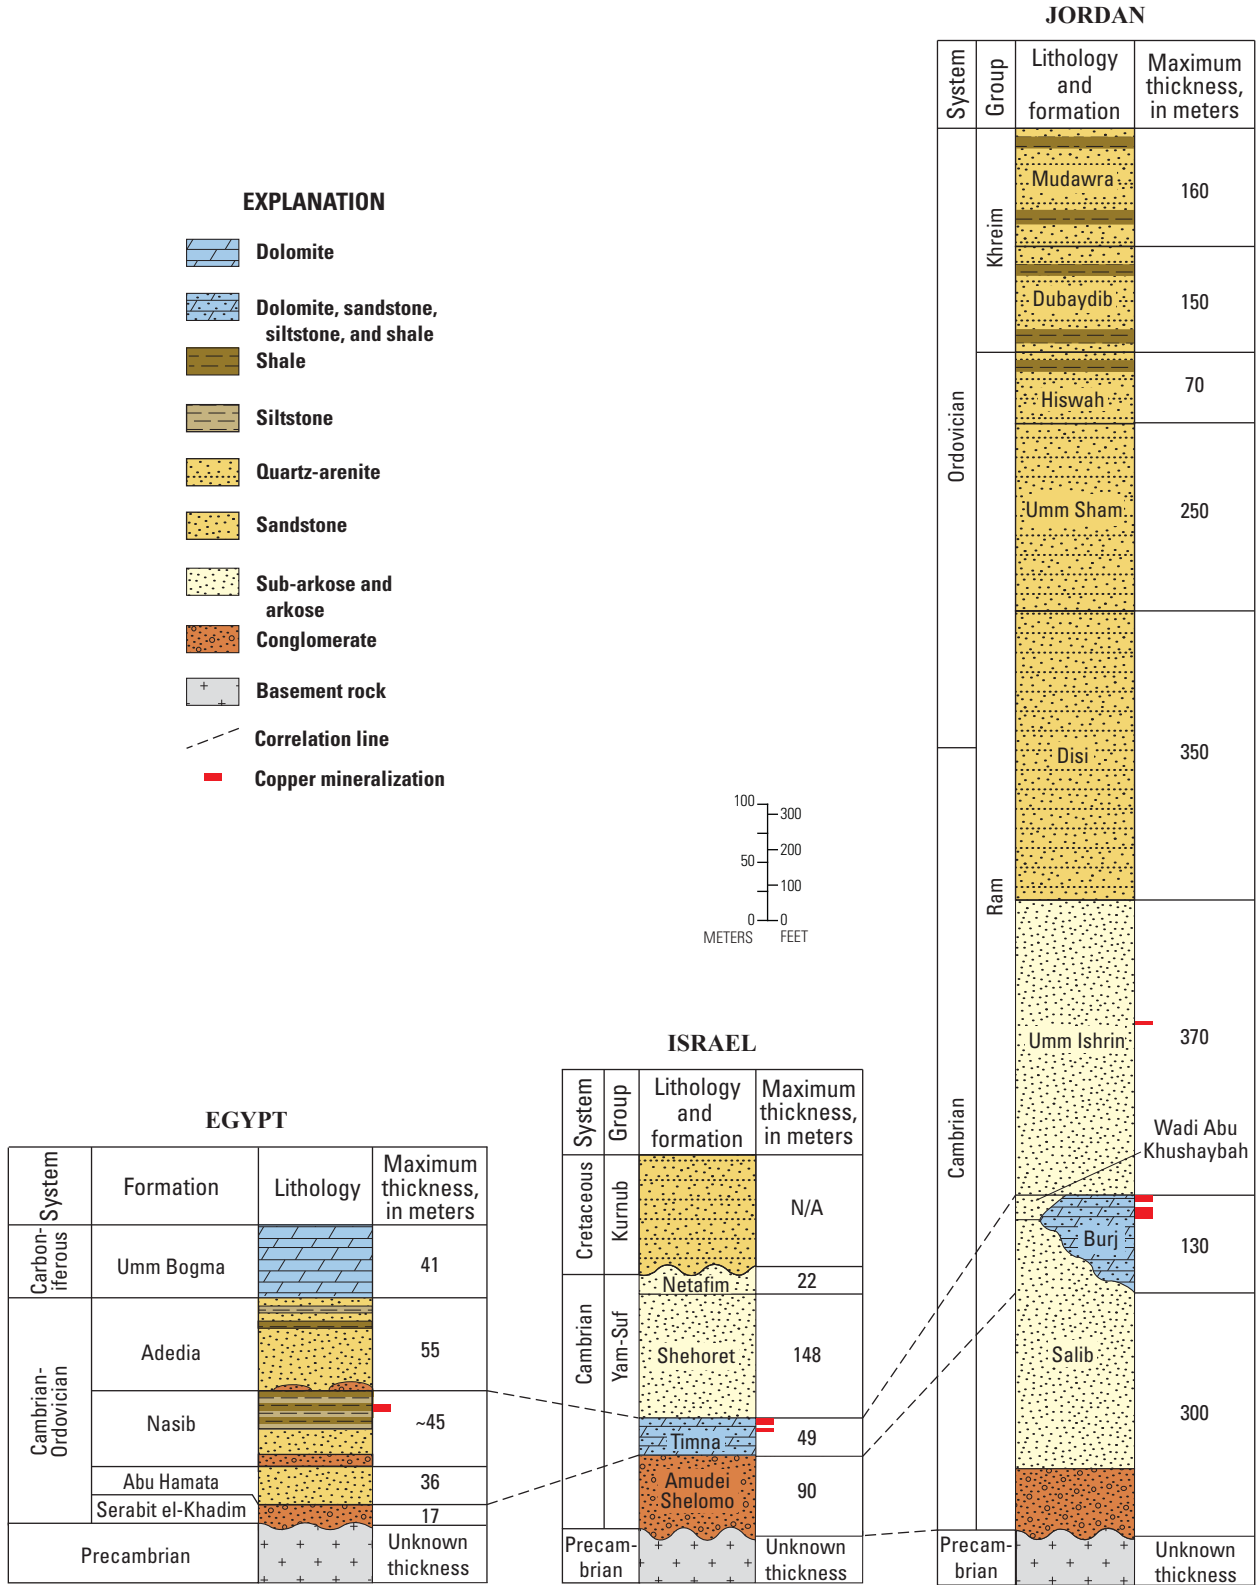 JORDAN
System
Group
Lithology
and
formation
Maximum
thickness,
in meters
Ordovician
Cambrian
Precam-
brian
Khreim
Ram
Mudawra
160
Dubaydib
150
Hiswah
70
Umm Sham
250
Disi
350
Umm Ishrin
370
Wadi Abu
Khushaybah
Burj
130
Salib
300
Unknown
thickness
EXPLANATION
Dolomite
Dolomite, sandstone,
siltstone, and shale
Shale
Siltstone
Quartz-arenite
Sandstone
Sub-arkose and
arkose
Conglomerate
Basement rock
Correlation line
Copper mineralization
100
50
0
METERS
300
200
100
0
FEET
ISRAEL
System
Group
Lithology
and
formation
Maximum
thickness,
in meters
Cretaceous
Kurnub
N/A
Cambrian
Yam-Suf
Netafim
22
Shehoret
148
Timna
49
Amudei
Shelomo
90
Precam-
brian
Unknown
thickness
EGYPT
System
Formation
Lithology
Maximum
thickness,
in meters
Carbon-
iferous
Umm Bogma
41
Cambrian-
Ordovician
Adedia
55
Nasib
~45
Abu Hamata
36
Serabit el-Khadim
17
Precambrian
Unknown
thickness